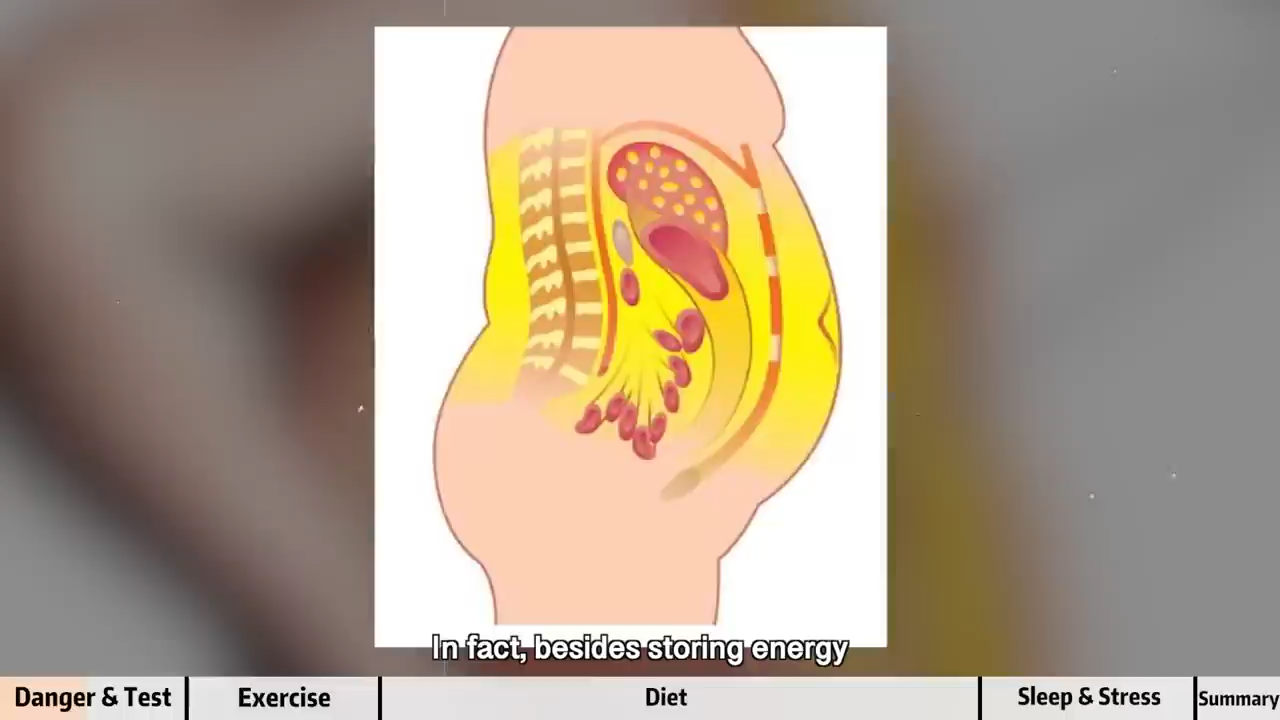 In fact, besides storing energy
Danger & Test
Exercise
Diet
Sleep & Stress
Summary